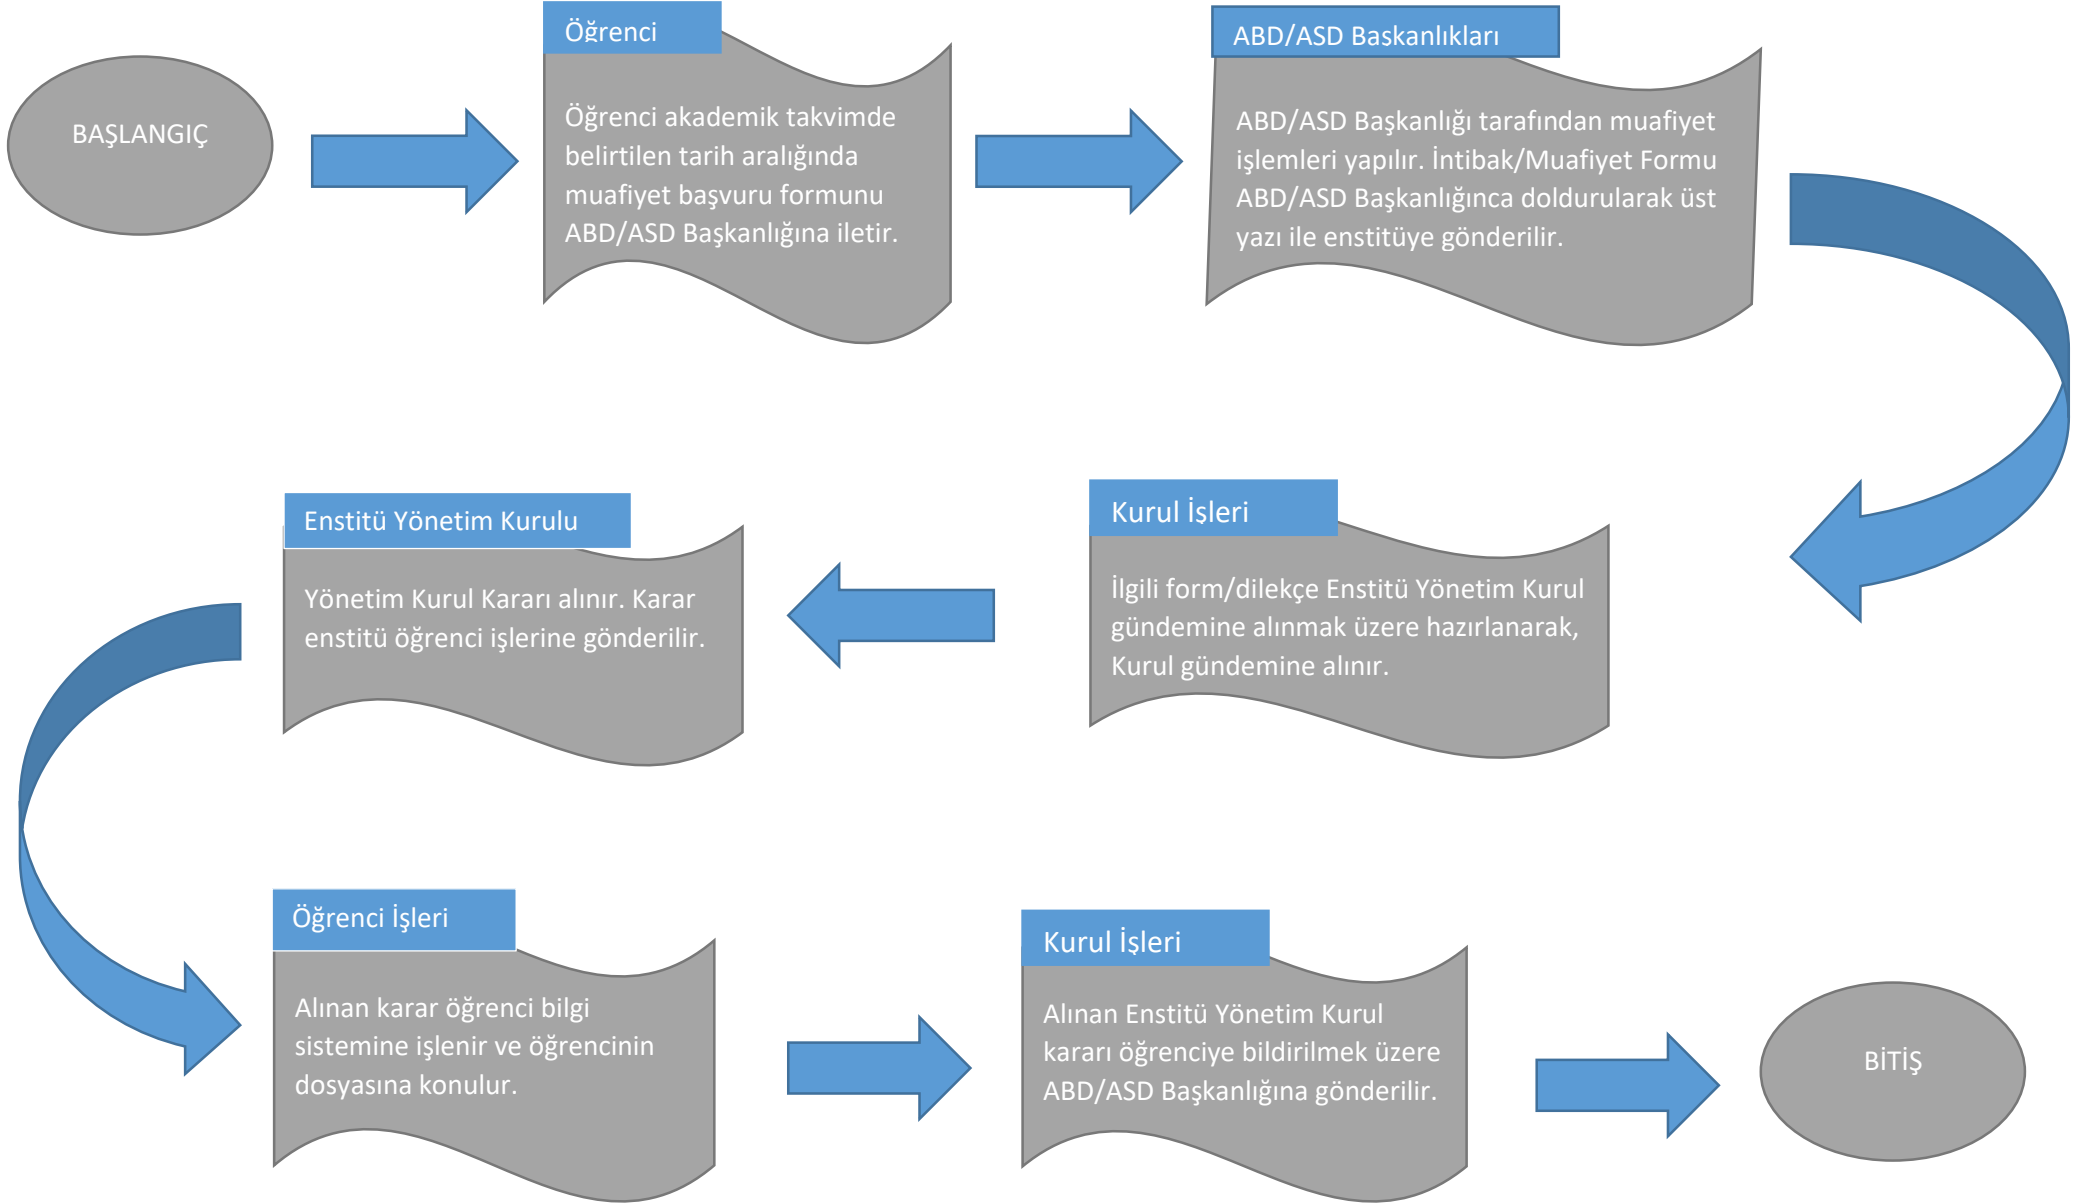 BAŞLANGIÇ
Öğrenci
Öğrenci akademik takvimde
belirtilen tarih aralığında
muafiyet başvuru formunu
ABD/ASD Başkanlığına iletir.
ABD/ASD Başkanlıkları
ABD/ASD Başkanlığı tarafından muafiyet
işlemleri yapılır. İntibak/Muafiyet Formu
ABD/ASD Başkanlığınca doldurularak üst
yazı ile enstitüye gönderilir.
Kurul İşleri
İlgili form/dilekçe Enstitü Yönetim Kurul
gündemine alınmak üzere hazırlanarak,
Kurul gündemine alınır.
Enstitü Yönetim Kurulu
Yönetim Kurul Kararı alınır. Karar
enstitü öğrenci işlerine gönderilir.
Öğrenci İşleri
Alınan karar öğrenci bilgi
sistemine işlenir ve öğrencinin
dosyasına konulur.
Kurul İşleri
Alınan Enstitü Yönetim Kurul
kararı öğrenciye bildirilmek üzere
ABD/ASD Başkanlığına gönderilir.
BİTİŞ